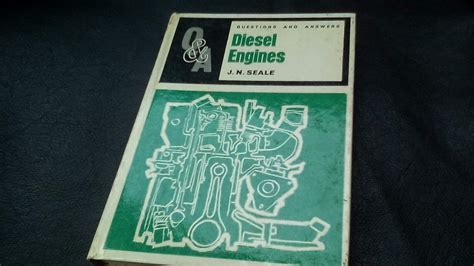 QUESTIONS AND ANSWERS
Q
&
A
Diesel
Engines
J. N. SEALE